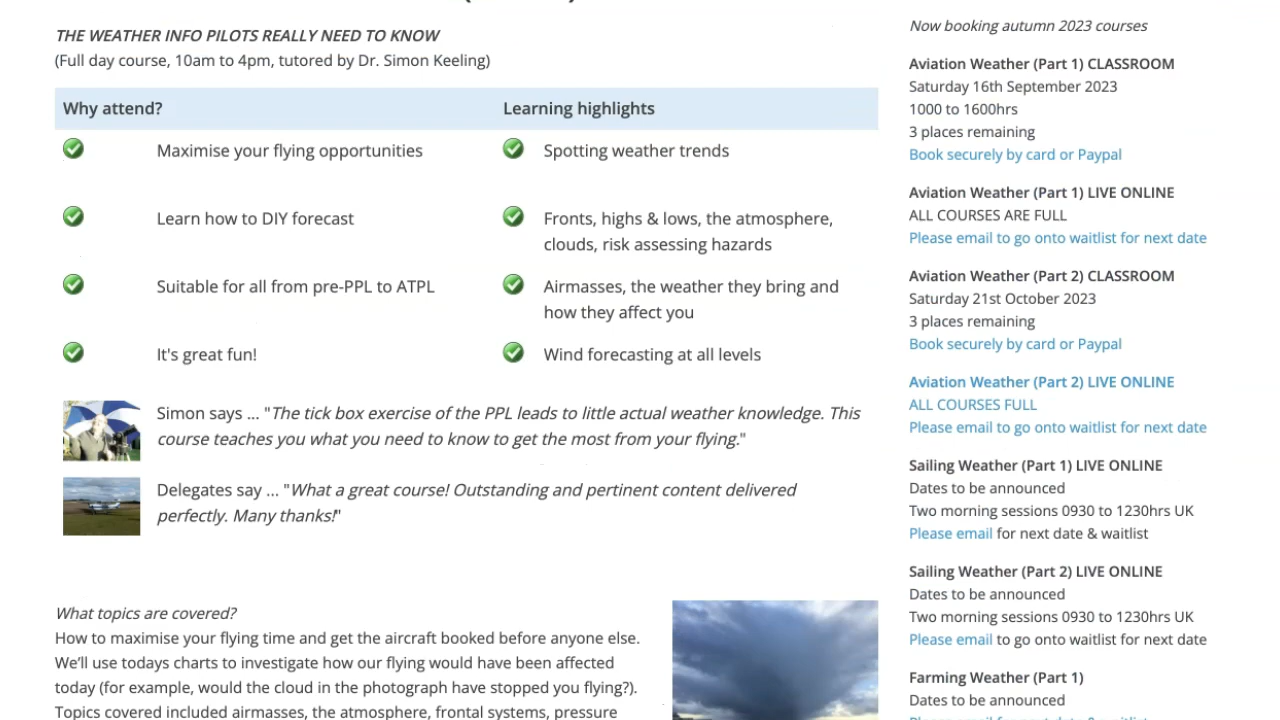 THE WEATHER INFO PILOTS REALLY NEED TO KNOW
(Full day course, 10am to 4pm, tutored by Dr. Simon Keeling)
Why attend?
Learning highlights
Maximise your flying opportunities
Spotting weather trends
Learn how to DIY forecast
Fronts, highs & lows, the atmosphere,
clouds, risk assessing hazards
Suitable for all from pre-PPL to ATPL
Airmasses, the weather they bring and
how they affect you
It's great fun!
Wind forecasting at all levels
Simon says ... "The tick box exercise of the PPL leads to little actual weather knowledge. This
course teaches you what you need to know to get the most from your flying."
Delegates say ... "What a great course! Outstanding and pertinent content delivered
perfectly. Many thanks!"
What topics are covered?
How to maximise your flying time and get the aircraft booked before anyone else.
We'll use todays charts to investigate how our flying would have been affected
today (for example, would the cloud in the photograph have stopped you flying?).
Topics covered included airmasses, the atmosphere, frontal systems, pressure
Now booking autumn 2023 courses
Aviation Weather (Part 1) CLASSROOM
Saturday 16th September 2023
1000 to 1600hrs
3 places remaining
Book securely by card or Paypal
Aviation Weather (Part 1) LIVE ONLINE
ALL COURSES ARE FULL
Please email to go onto waitlist for next date
Aviation Weather (Part 2) CLASSROOM
Saturday 21st October 2023
3 places remaining
Book securely by card or Paypal
Aviation Weather (Part 2) LIVE ONLINE
ALL COURSES FULL
Please email to go onto waitlist for next date
Sailing Weather (Part 1) LIVE ONLINE
Dates to be announced
Two morning sessions 0930 to 1230hrs UK
Please email for next date & waitlist
Sailing Weather (Part 2) LIVE ONLINE
Dates to be announced
Two morning sessions 0930 to 1230hrs UK
Please email to go onto waitlist for next date
Farming Weather (Part 1)
Dates to be announced